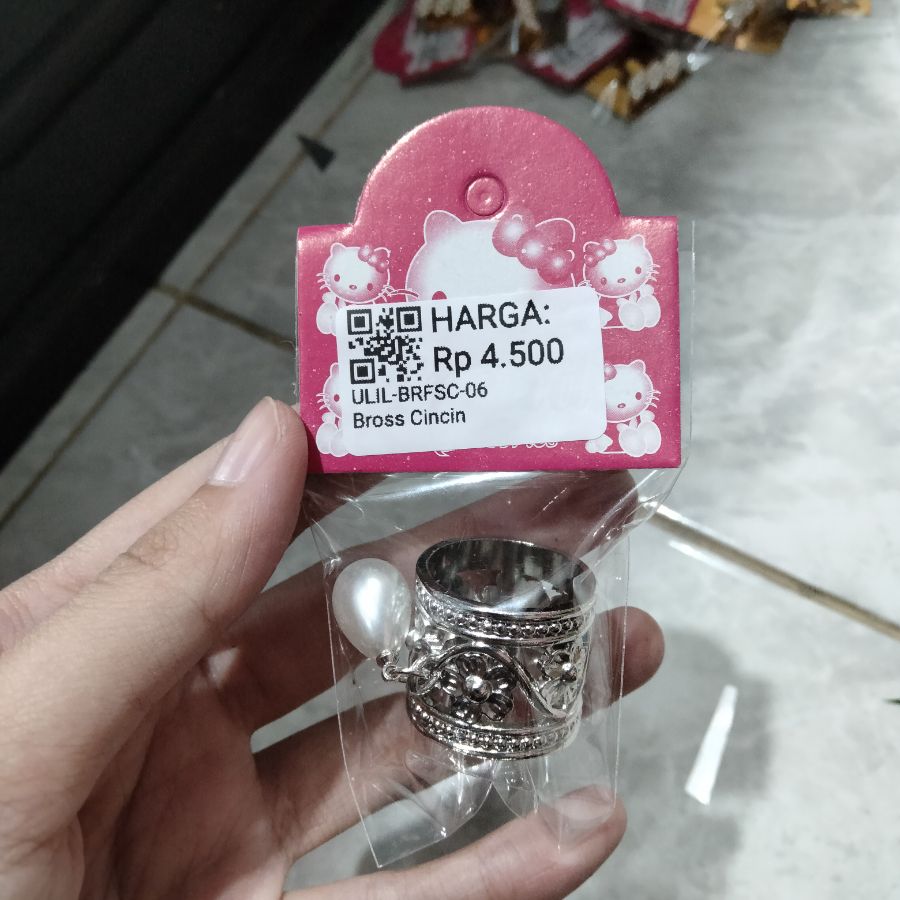 HARGA:
Rp 4.500
ULIL-BRFSC-06
Bross Cincin